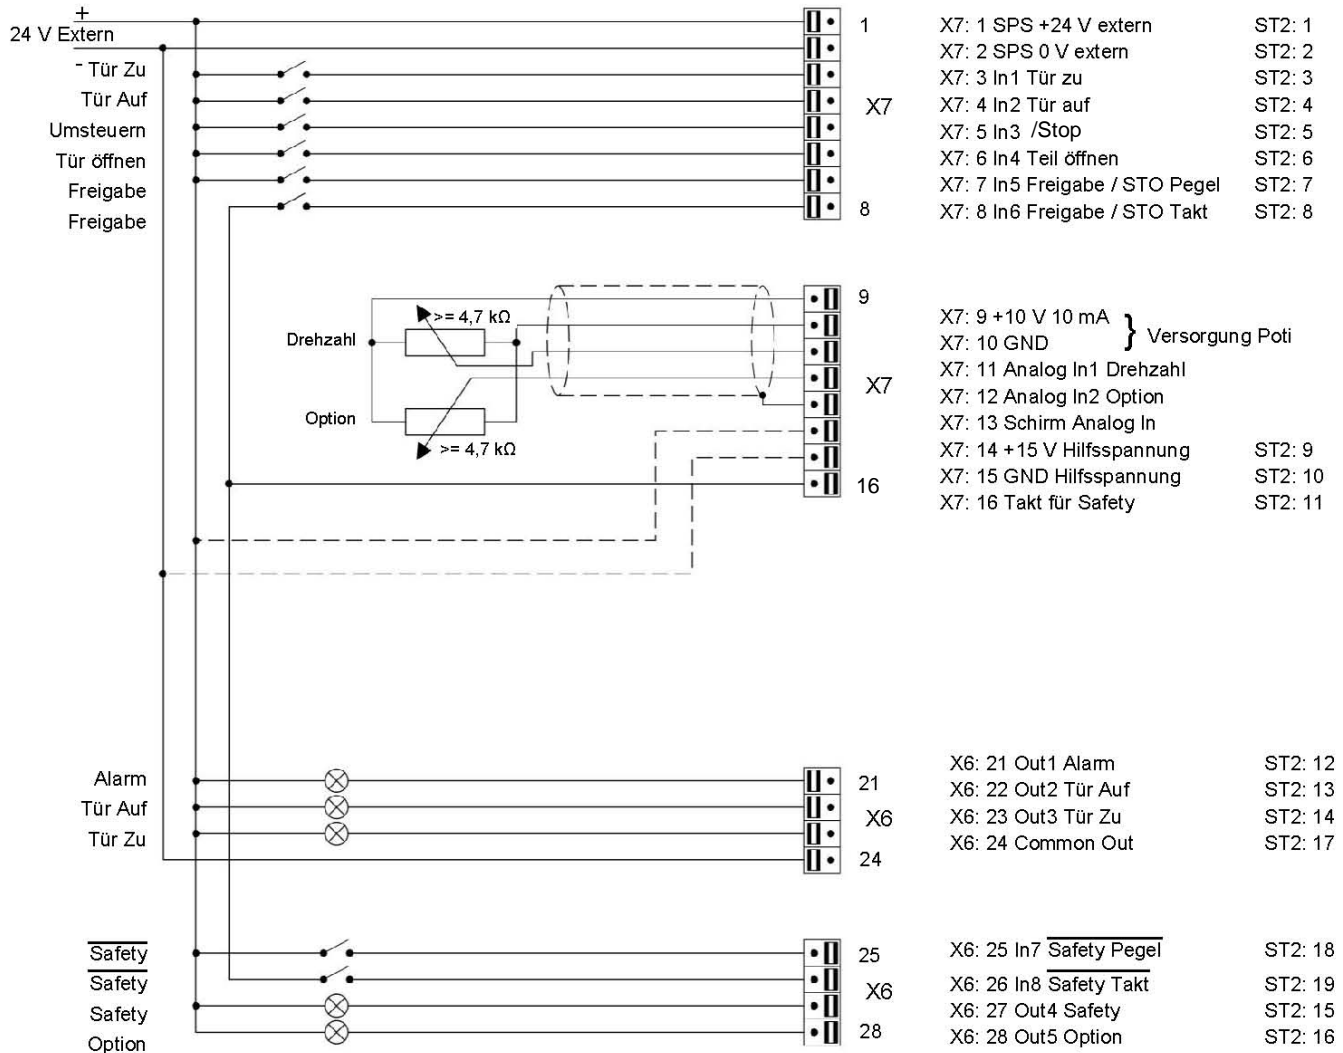 +
24 V Extern
-
Tür Zu
Tür Auf
Umsteuern
Tür öffnen
Freigabe
Freigabe
1
X7
8
X7: 1 SPS +24 V extern ST2: 1
X7: 2 SPS 0 V extern ST2: 2
X7: 3 In1 Tür zu ST2: 3
X7: 4 In2 Tür auf ST2: 4
X7: 5 In3 /Stop ST2: 5
X7: 6 In4 Teil öffnen ST2: 6
X7: 7 In5 Freigabe / STO Pegel ST2: 7
X7: 8 In6 Freigabe / STO Takt ST2: 8
Drehzahl
>= 4,7 kΩ
Option
>= 4,7 kΩ
9
X7
16
X7: 9 +10 V 10 mA
X7: 10 GND
} Versorgung Poti
X7: 11 Analog In1 Drehzahl
X7: 12 Analog In2 Option
X7: 13 Schirm Analog In
X7: 14 +15 V Hilfsspannung ST2: 9
X7: 15 GND Hilfsspannung ST2: 10
X7: 16 Takt für Safety ST2: 11
Alarm
Tür Auf
Tür Zu
21
X6
24
X6: 21 Out1 Alarm ST2: 12
X6: 22 Out2 Tür Auf ST2: 13
X6: 23 Out3 Tür Zu ST2: 14
X6: 24 Common Out ST2: 17
Safety
Safety
Safety
Option
25
X6
28
X6: 25 In7 Safety Pegel ST2: 18
X6: 26 In8 Safety Takt ST2: 19
X6: 27 Out4 Safety ST2: 15
X6: 28 Out5 Option ST2: 16